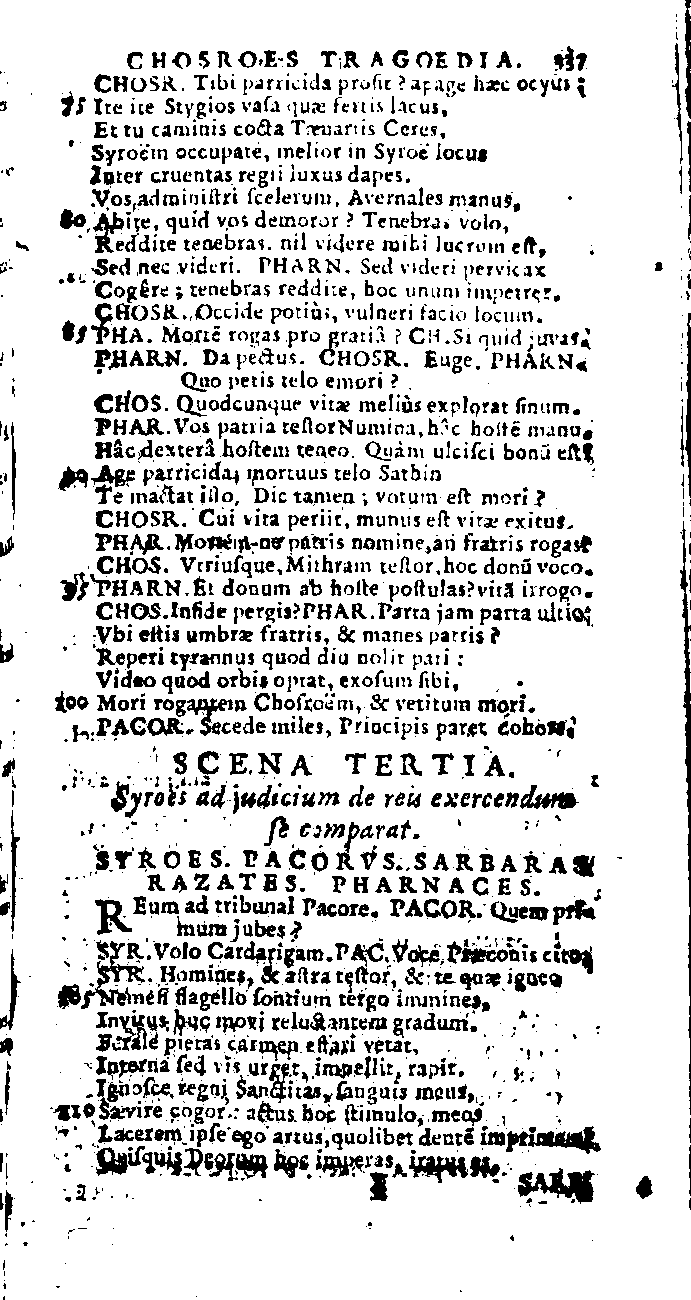 CHOSROES TRAGOEDIA. 337
CHOSR. Tibi parricida prosit? apage hæc ocyus;
75 Ite ite Stygios vasa quæ fertis lacus,
Et tu caminis cocta Tænariis Ceres,
Syroëm occupate, melior in Syroë locus
Inter cruentas regii luxus dapes.
Vos administri scelerum, Avernales manus,
80 Abite, quid vos demoror? Tenebras volo,
Reddite tenebras. nil videre mihi lucrum est,
Sed nec videri. PHARN. Sed videri pervicax
Cogêre; tenebras reddite, hoc unum impetrer.
CHOSR. Occide potiùs, vulneri facio locum.
85 PHA. Mortē rogas pro gratiâ? CH. Si quid juvas.
PHARN. Da pectus. CHOSR. Euge. PHARN.
Quo petis telo emori?
CHOS. Quodcunque vitæ meliùs explorat sinum.
PHAR. Vos patria testor Numina, hâc hostē manu.
Hâc dexterâ hostem teneo. Quàm ulcisci bonū est!
90 Age parricida, mortuus telo Satbin
Te mactat isto. Dic tamen; votum est mori?
CHOSR. Cui vita periit, munus est vitæ exitus.
PHAR. Mortem-ne patris nomine, an fratris rogas?
CHOS. Vtriusque, Mithram testor, hoc donū voco.
95 PHARN. Et donum ab hoste postulas? vitā irrogo.
CHOS. Infide pergis? PHAR. Parta jam parta ultio;
Vbi estis umbræ fratris, & manes patris?
Reperi tyrannus quod diu nolit pati:
Video quod orbis optat, exosum sibi,
100 Mori rogantem Chosroëm, & vetitum mori.
PACOR. Secede miles, Principis paret cohors.
SCENA TERTIA.
Syroës ad judicium de reis exercendum
se comparat.
SYROES. PACORVS. SARBARAS
RAZATES. PHARNACES.
REum ad tribunal Pacore. PACOR. Quem pri-
mum jubes?
SYR. Volo Cardarigam. PAC. Voce Præconis cito
SYR. Homines, & astra testor, & te quæ igneo
105 Nemesi flagello sontium tergo imnines,
Invitus huc movi reluctantem gradum.
Ferale pietas carmen effari vetat,
Interna sed vis urget, impellit, rapit.
Ignosce regni Sanctitas, sanguis meus,
110 Sævire cogor: actus hoc stimulo, meos
Lacerem ipse ego artus, quolibet dentē
Quisquis Deorum hoc imperas, iratus es.